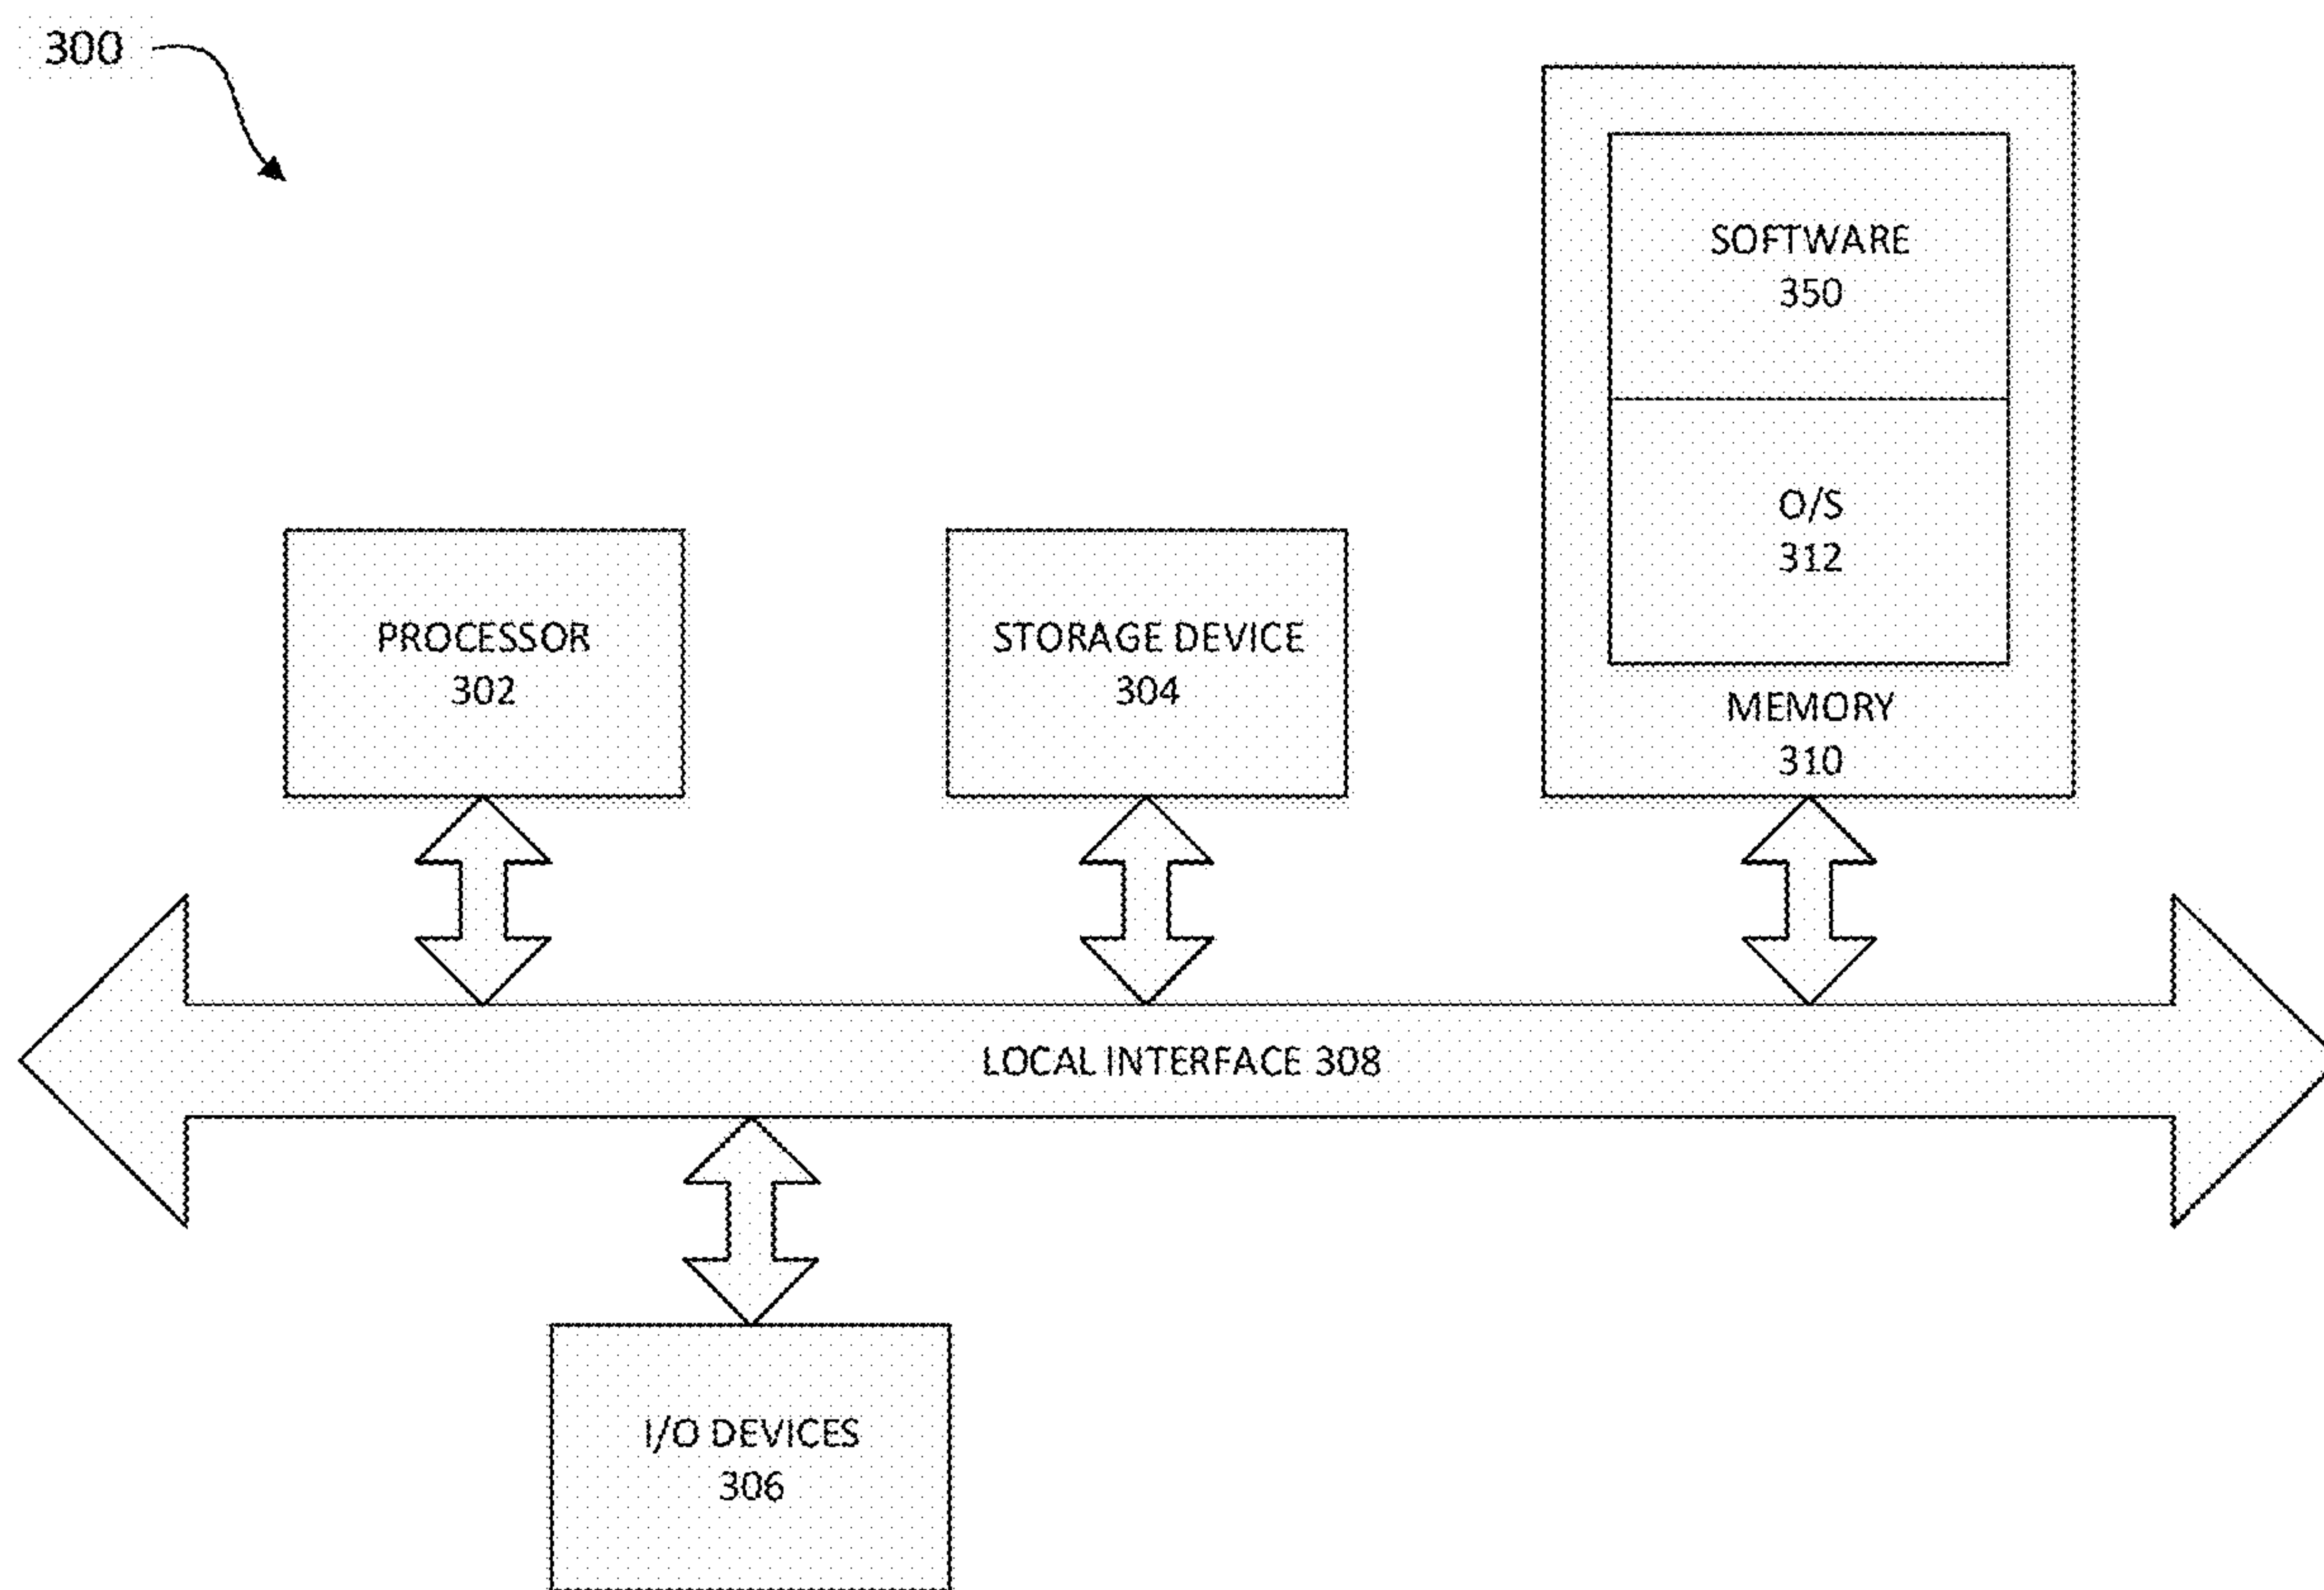 300
SOFTWARE
350
O/S
312
PROCESSOR
302
STORAGE DEVICE
304
MEMORY
310
LOCAL INTERFACE 308
I/O DEVICES
306